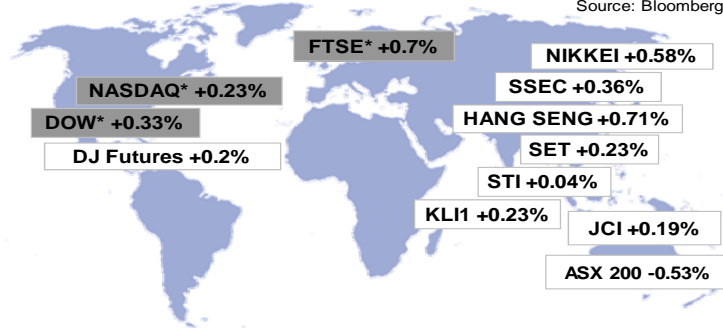 Source: Bloomberg
FTSE* +0.7%
NIKKEI +0.58%
NASDAQ* +0.23%
SSEC +0.36%
DOW* +0.33%
HANG SENG +0.71%
DJ Futures +0.2%
SET +0.23%
STI +0.04%
KLI1 +0.23%
JCI +0.19%
ASX 200 -0.53%